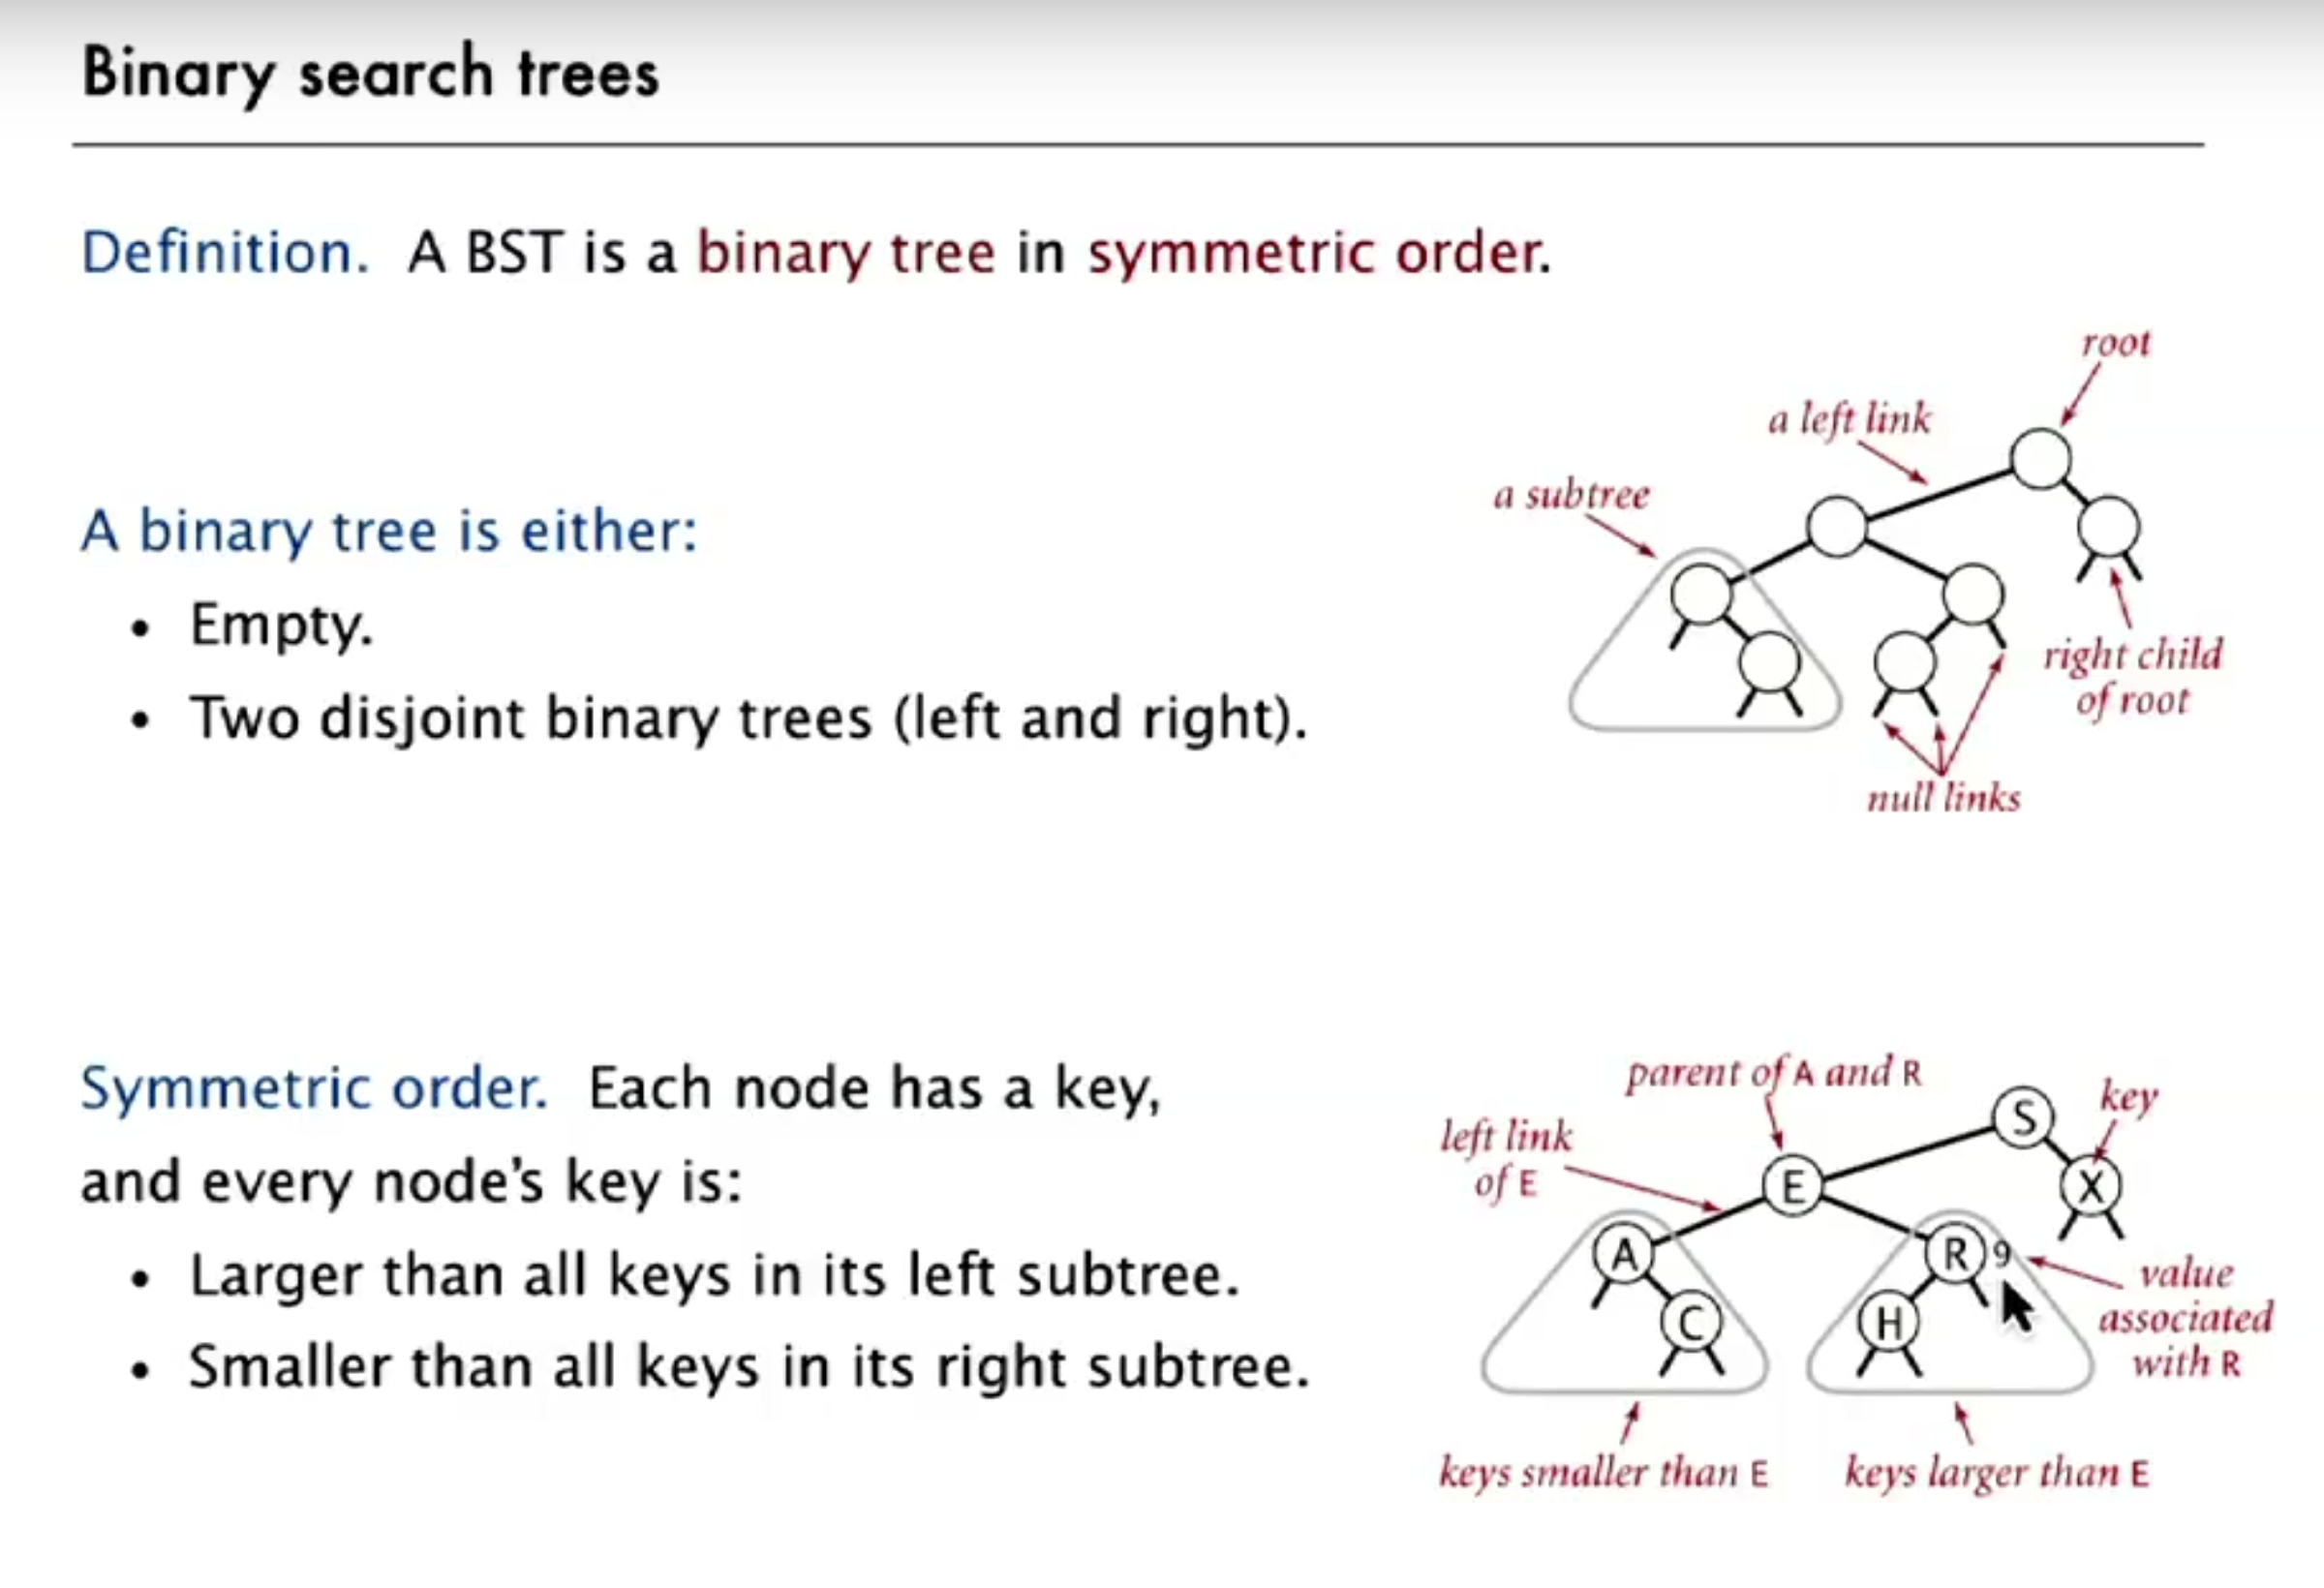 Binary search trees
Definition. A BST is a binary tree in symmetric order.
root
a left link
a subtree
A binary tree is either:
• Empty.
• Two disjoint binary trees (left and right).
right child
of root
null links
Symmetric order. Each node has a key,
and every node’s key is:
• Larger than all keys in its left subtree.
• Smaller than all keys in its right subtree.
parent of A and R
key
left link
of E
S
E
X
A
R 9
C
H
value
associated
with R
keys smaller than E
keys larger than E